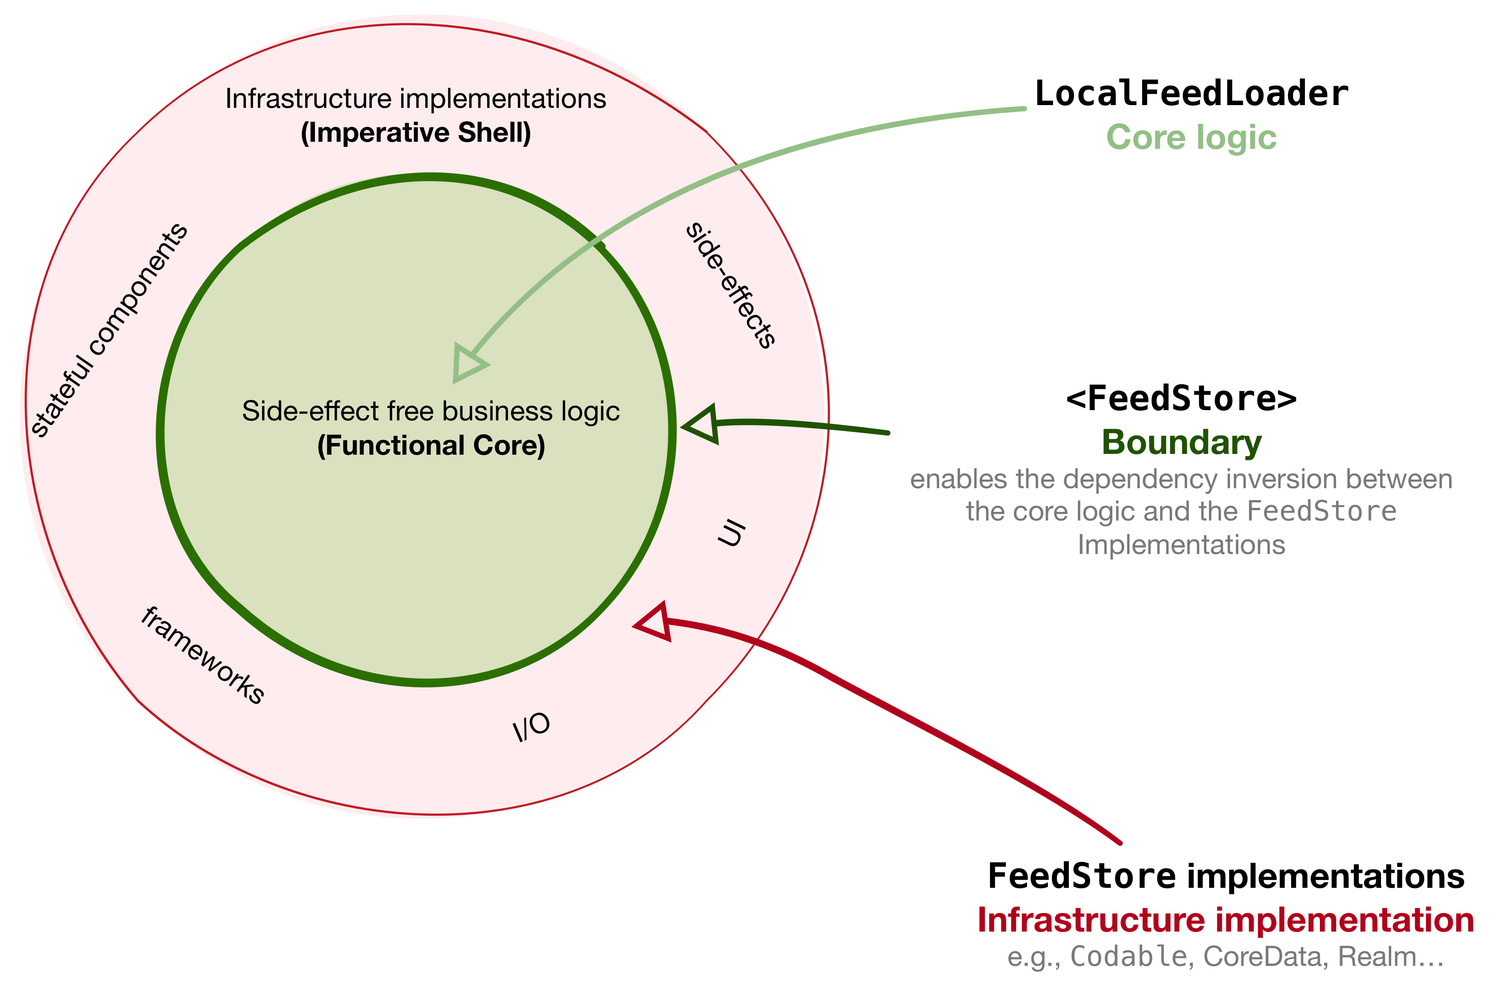 Infrastructure implementations
(Imperative Shell)
stateful components
side-effects
Side-effect free business logic
(Functional Core)
UI
frameworks
I/O
LocalFeedLoader
Core logic
<FeedStore>
Boundary
enables the dependency inversion between
the core logic and the FeedStore
Implementations
FeedStore implementations
Infrastructure implementation
e.g., Codable, CoreData, Realm…